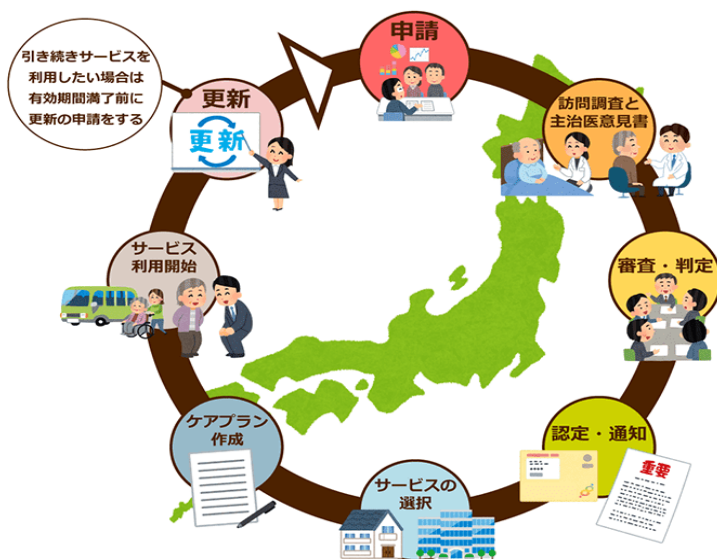 引き続きサービスを
利用したい場合は
有効期間満了前に
更新の申請をする
申請
訪問調査と
主治医意見書
審査・判定
認定・通知
重要
サービスの
選択
ケアプラン
作成
サービス
利用開始
更新
更新